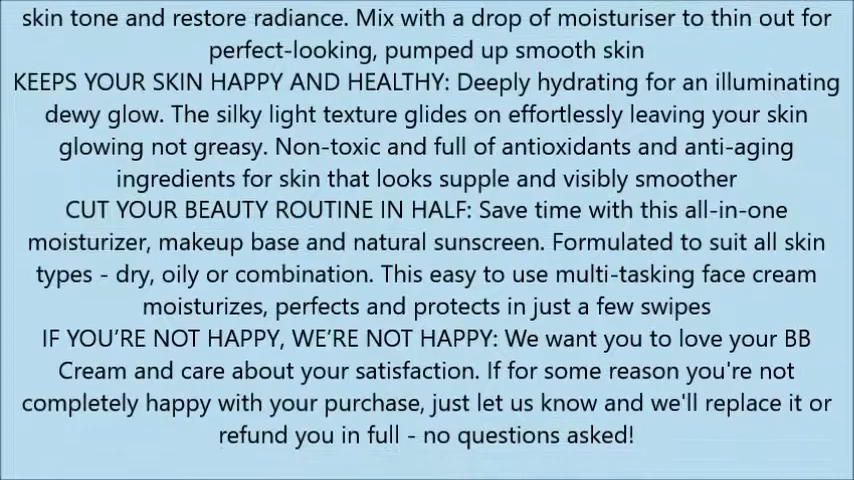 skin tone and restore radiance. Mix with a drop of moisturiser to thin out for
perfect-looking, pumped up smooth skin
KEEPS YOUR SKIN HAPPY AND HEALTHY: Deeply hydrating for an illuminating
dewy glow. The silky light texture glides on effortlessly leaving your skin
glowing not greasy. Non-toxic and full of antioxidants and anti-aging
ingredients for skin that looks supple and visibly smoother
CUT YOUR BEAUTY ROUTINE IN HALF: Save time with this all-in-one
moisturizer, makeup base and natural sunscreen. Formulated to suit all skin
types - dry, oily or combination. This easy to use multi-tasking face cream
moisturizes, perfects and protects in just a few swipes
IF YOU’RE NOT HAPPY, WE’RE NOT HAPPY: We want you to love your BB
Cream and care about your satisfaction. If for some reason you're not
completely happy with your purchase, just let us know and we'll replace it or
refund you in full - no questions asked!